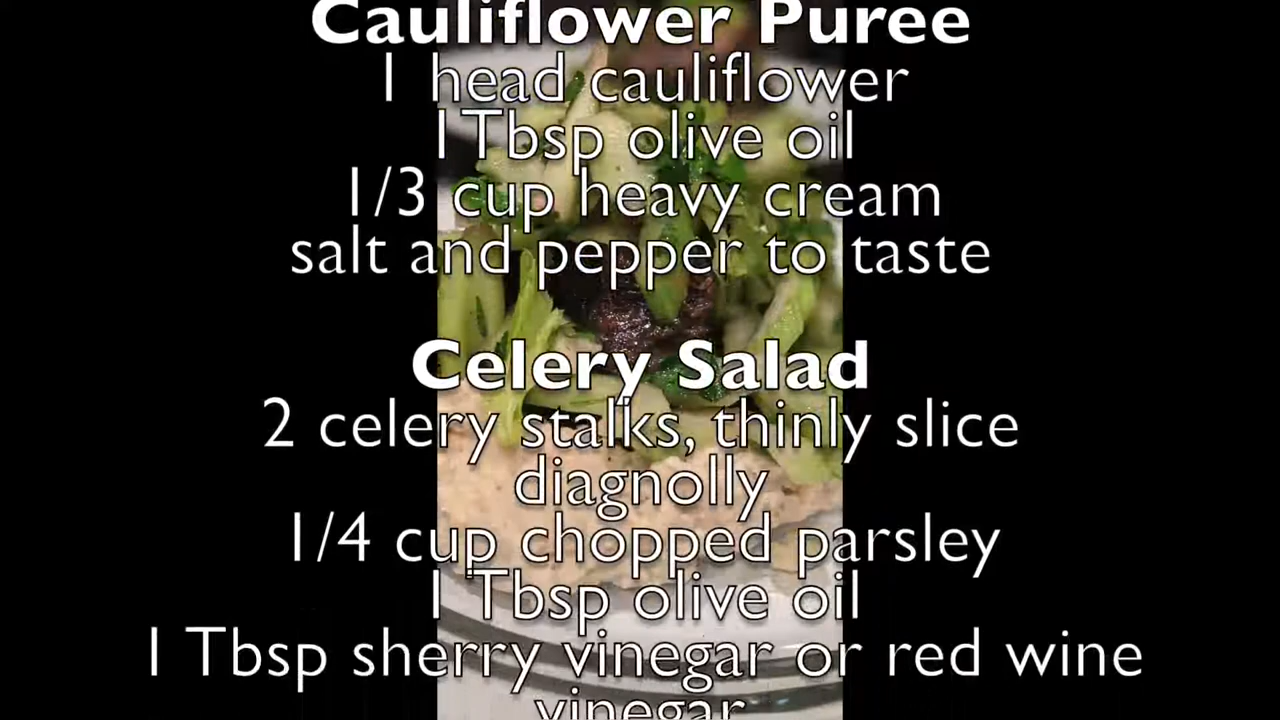 Cauliflower Puree
1 head cauliflower
1 Tbsp olive oil
1/3 cup heavy cream
salt and pepper to taste
Celery Salad
2 celery stalks, thinly slice
diagnolly
1/4 cup chopped parsley
1 Tbsp olive oil
1 Tbsp sherry vinegar or red wine
vinegar